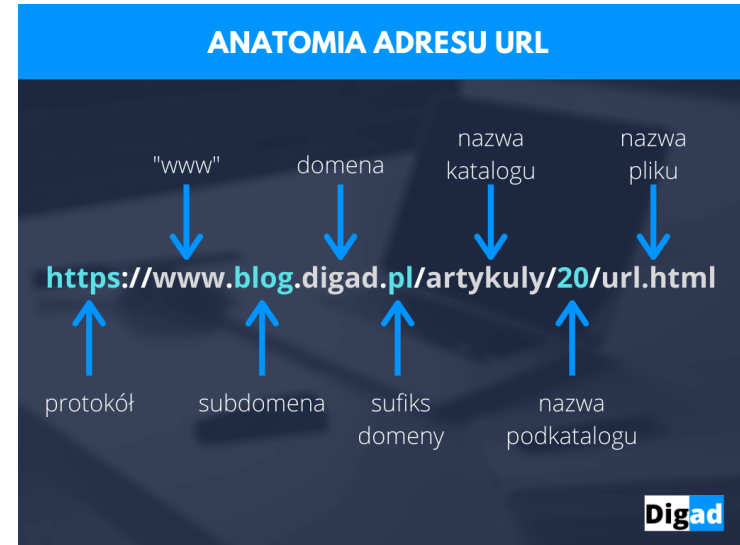 ANATOMIA ADRESU URL
nazwa
katalogu
nazwa
pliku
"www"
domena
https://www.blog.digad.pl/artykuly/20/url.html
protokół
subdomena
sufiks
domeny
nazwa
podkatalogu
Digad